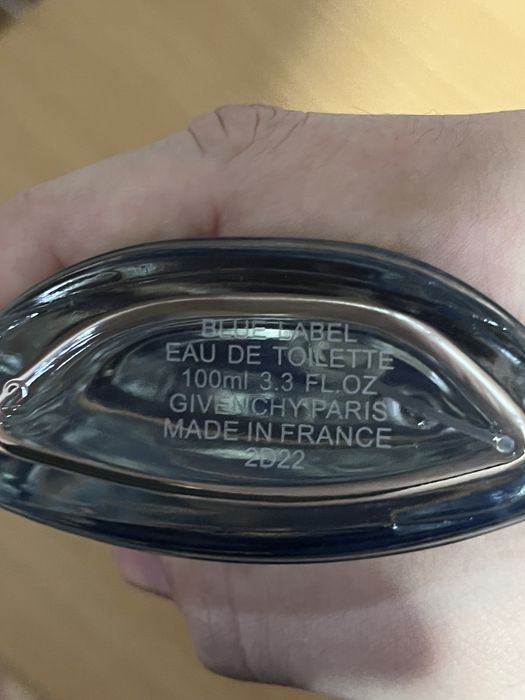 BLUE LABEL
EAU DE TOILETTE
100ml 3.3 FL.OZ
GIVENCHY PARIS
MADE IN FRANCE
2D22